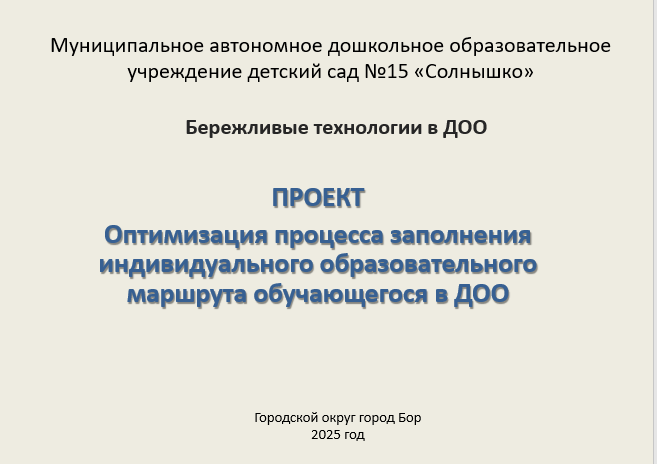 Муниципальное автономное дошкольное образовательное
учреждение детский сад №15 «Солнышко»
Бережливые технологии в ДОО
ПРОЕКТ
Оптимизация процесса заполнения
индивидуального образовательного
маршрута обучающегося в ДОО
Городской округ город Бор
2025 год